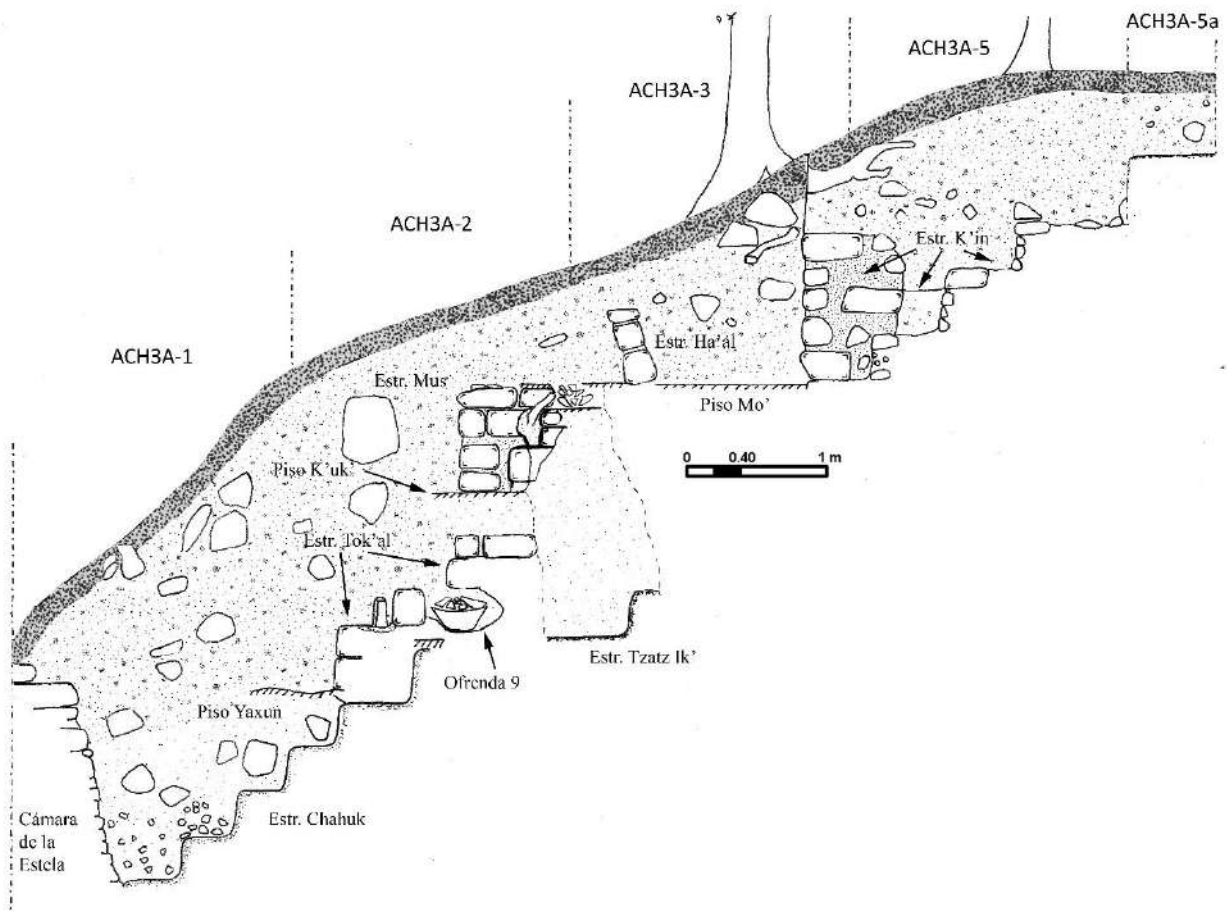 ACH3A-5a
ACH3A-5
ACH3A-3
ACH3A-2
ACH3A-1
Estr. K'in
Estr. Ha'al
Estr. Mus
Piso Mo'
0 0.40 1 m
Piso K'uk'
Estr. Tok'al
Estr. Tzatz Ik'
Ofrenda 9
Piso Yaxun
Estr. Chahuk
Cámara
de la
Estela